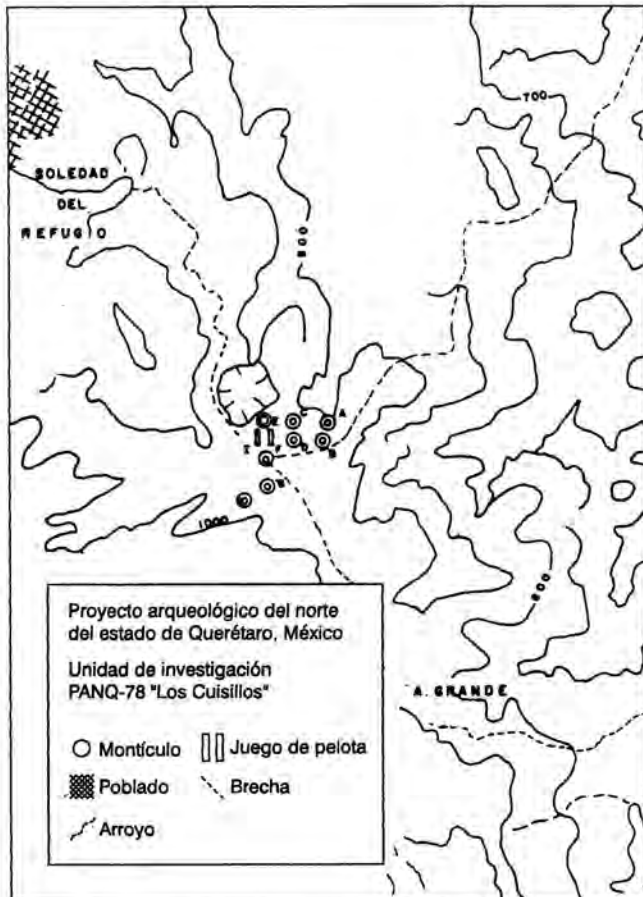 700
SOLEDAD
DEL
REFUGIO
800
E
C
A
I
F
D
B
1000
800
A. GRANDE
Proyecto arqueológico del norte
del estado de Querétaro, México
Unidad de investigación
PANQ-78 "Los Cuisillos"
Montículo
Juego de pelota
Poblado
Brecha
Arroyo